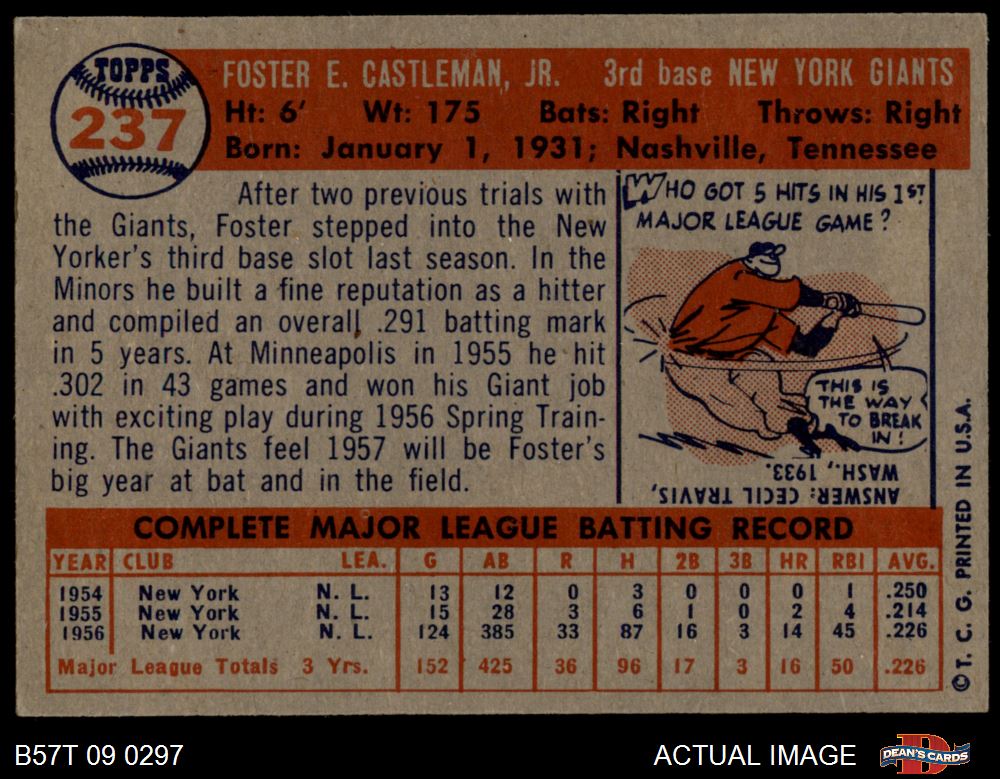 TOPPS
237
FOSTER E. CASTLEMAN, JR. 3rd base NEW YORK GIANTS
Ht: 6' Wt: 175 Bats: Right Throws: Right
Born: January 1, 1931; Nashville, Tennessee
After two previous trials with
the Giants, Foster stepped into the New
Yorker's third base slot last season. In the
Minors he built a fine reputation as a hitter
and compiled an overall .291 batting mark
in 5 years. At Minneapolis in 1955 he hit
.302 in 43 games and won his Giant job
with exciting play during 1956 Spring Train-
ing. The Giants feel 1957 will be Foster's
big year at bat and in the field.
WHO GOT 5 HITS IN HIS 1ST
MAJOR LEAGUE GAME?
THIS IS
THE WAY
TO BREAK
IN!
ANSWER: CECIL TRAVIS,
WASH., 1933.
COMPLETE MAJOR LEAGUE BATTING RECORD
YEAR CLUB LEA. G AB R H 2B 3B HR RBI AVG.
1954 New York N. L. 13 12 0 3 0 0 0 1 .250
1955 New York N. L. 15 28 3 6 1 0 2 4 .214
1956 New York N. L. 124 385 33 87 16 3 14 45 .226
Major League Totals 3 Yrs. 152 425 36 96 17 3 16 50 .226
©T. C. G. PRINTED IN U.S.A.
B57T 09 0297
ACTUAL IMAGE
DEAN'S CARDS